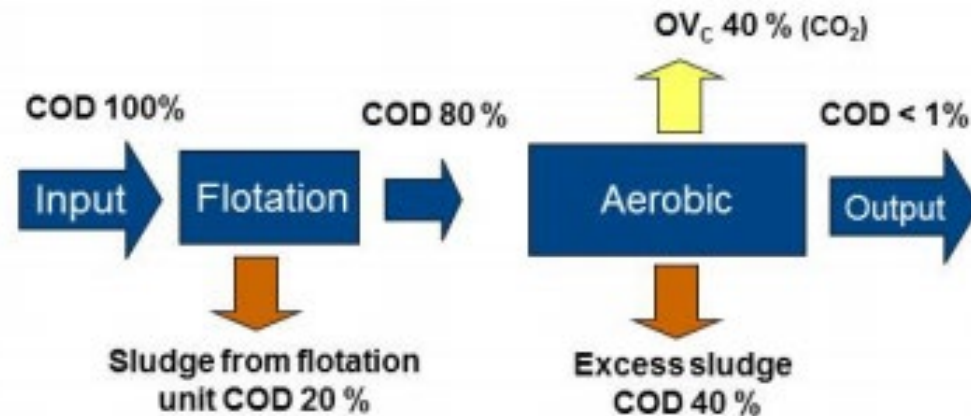 OV_C 40 % (CO₂)
COD 100%
COD 80 %
COD < 1%
Input
Flotation
Aerobic
Output
Sludge from flotation
unit COD 20 %
Excess sludge
COD 40 %